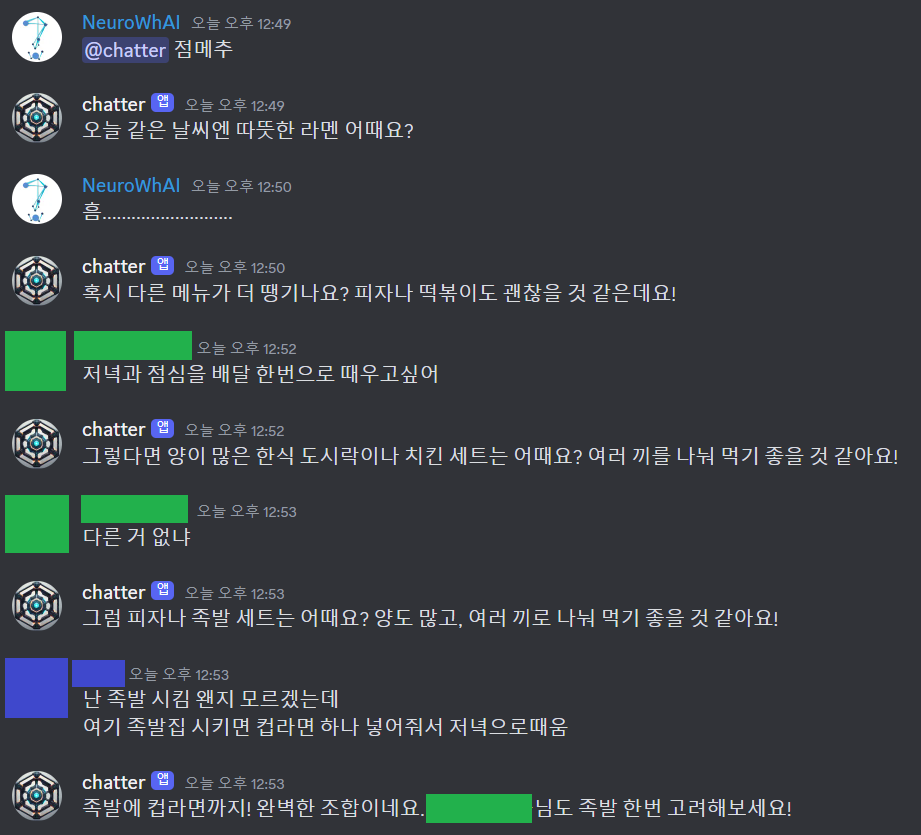 NeuroWhAI 오늘 오후 12:49
@chatter 점메추
chatter 앱 오늘 오후 12:49
오늘 같은 날씨엔 따뜻한 라멘 어때요?
NeuroWhAI 오늘 오후 12:50
흠...........................
chatter 앱 오늘 오후 12:50
혹시 다른 메뉴가 더 땡기나요? 피자나 떡볶이도 괜찮을 것 같은데요!
오늘 오후 12:52
저녁과 점심을 배달 한번으로 때우고싶어
chatter 앱 오늘 오후 12:52
그렇다면 양이 많은 한식 도시락이나 치킨 세트는 어때요? 여러 끼를 나눠 먹기 좋을 것 같아요!
오늘 오후 12:53
다른 거 없냐
chatter 앱 오늘 오후 12:53
그럼 피자나 족발 세트는 어때요? 양도 많고, 여러 끼로 나눠 먹기 좋을 것 같아요!
오늘 오후 12:53
난 족발 시킴 왠지 모르겠는데
여기 족발집 시키면 컵라면 하나 넣어줘서 저녁으로때움
chatter 앱 오늘 오후 12:53
족발에 컵라면까지! 완벽한 조합이네요. 님도 족발 한번 고려해보세요!